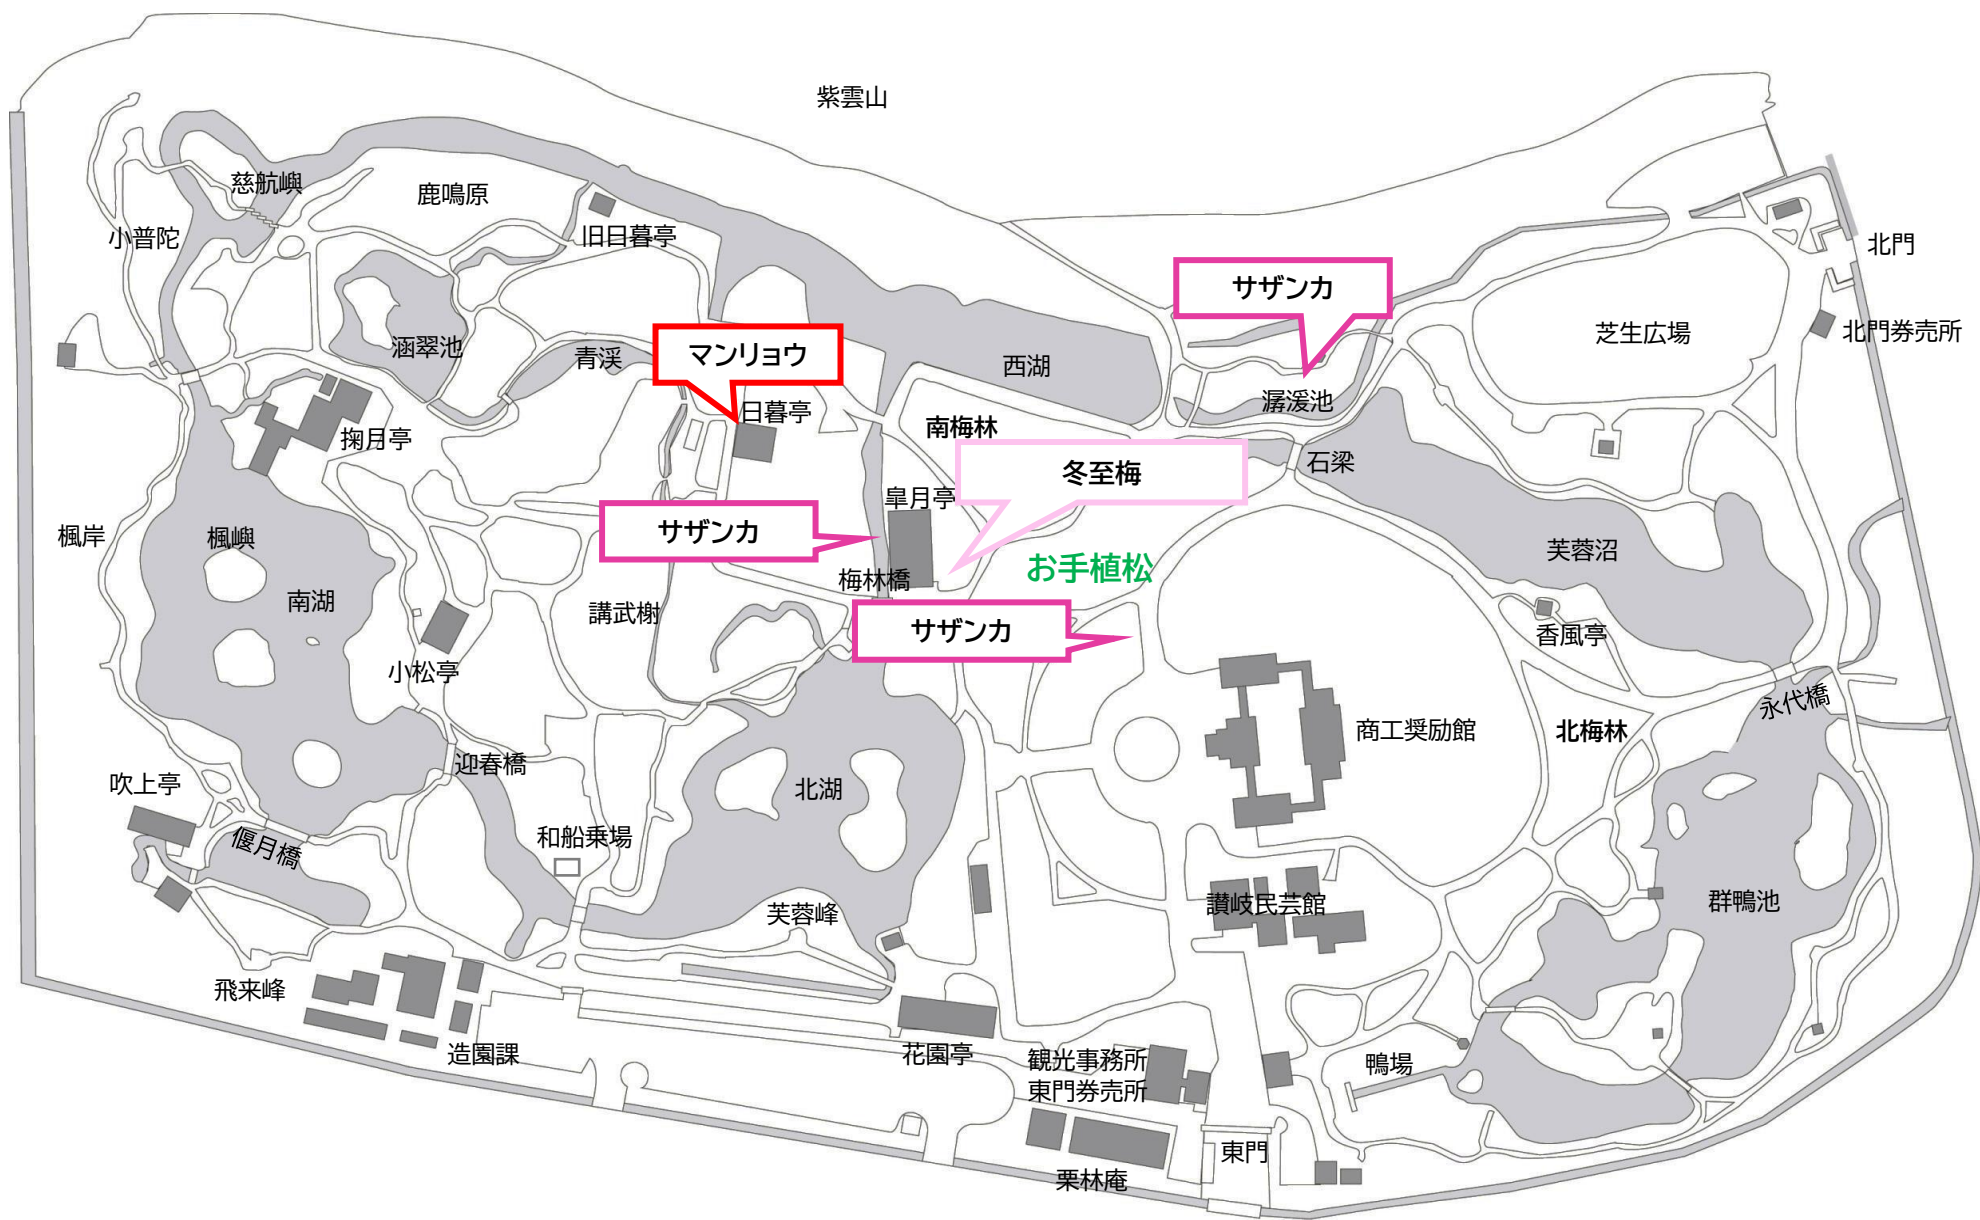 紫雲山
慈航嶼
鹿鳴原
小普陀
旧日暮亭
北門
サザンカ
北門券売所
芝生広場
涵翠池
青渓
マンリョウ
西湖
潺湲池
日暮亭
南梅林
掬月亭
石梁
冬至梅
皐月亭
サザンカ
楓岸
楓嶼
芙蓉沼
お手植松
梅林橋
南湖
講武榭
サザンカ
香風亭
小松亭
永代橋
商工奨励館
北梅林
迎春橋
吹上亭
北湖
和船乗場
偃月橋
讃岐民芸館
群鴨池
芙蓉峰
飛来峰
造園課
花園亭
観光事務所
東門券売所
鴨場
東門
栗林庵